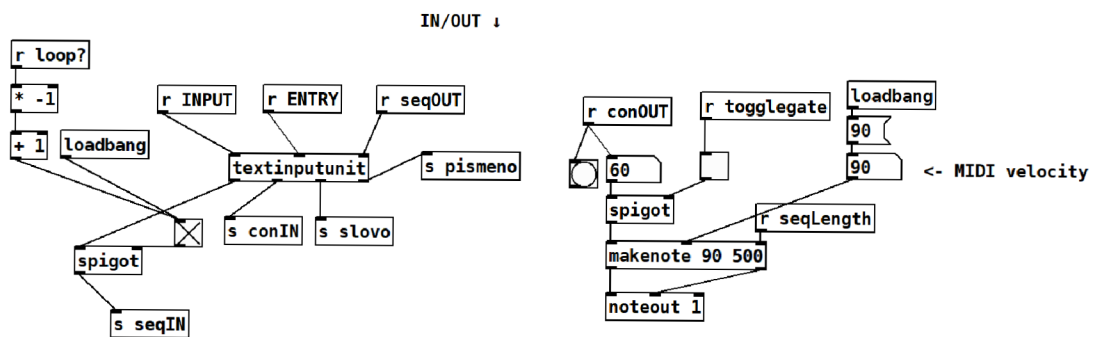 IN/OUT ↓
r loop?
* -1
+ 1
loadbang
r INPUT
r ENTRY
r seqOUT
textinputunit
s pismeno
s conIN
s slovo
spigot
s seqIN
r conOUT
60
r togglegate
spigot
loadbang
90
90
<- MIDI velocity
r seqLength
makenote 90 500
noteout 1